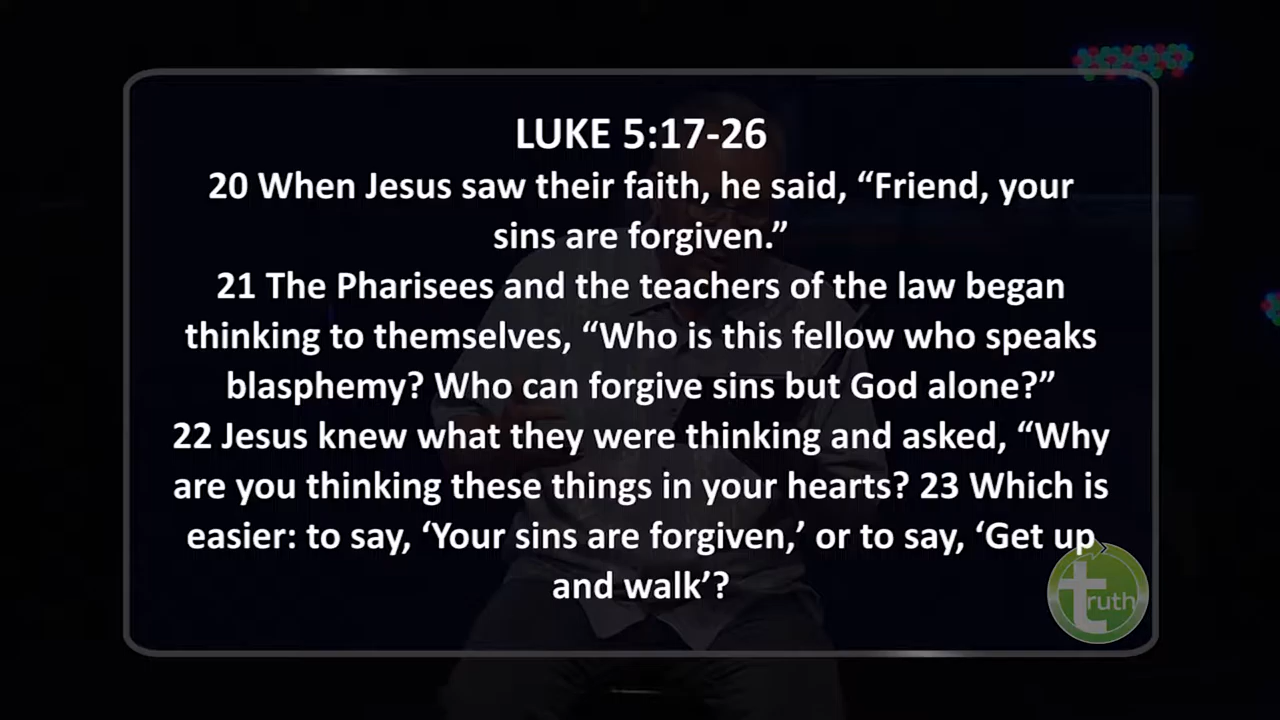 LUKE 5:17-26
20 When Jesus saw their faith, he said, “Friend, your
sins are forgiven.”
21 The Pharisees and the teachers of the law began
thinking to themselves, “Who is this fellow who speaks
blasphemy? Who can forgive sins but God alone?”
22 Jesus knew what they were thinking and asked, “Why
are you thinking these things in your hearts? 23 Which is
easier: to say, ‘Your sins are forgiven,’ or to say, ‘Get up
and walk’?
truth